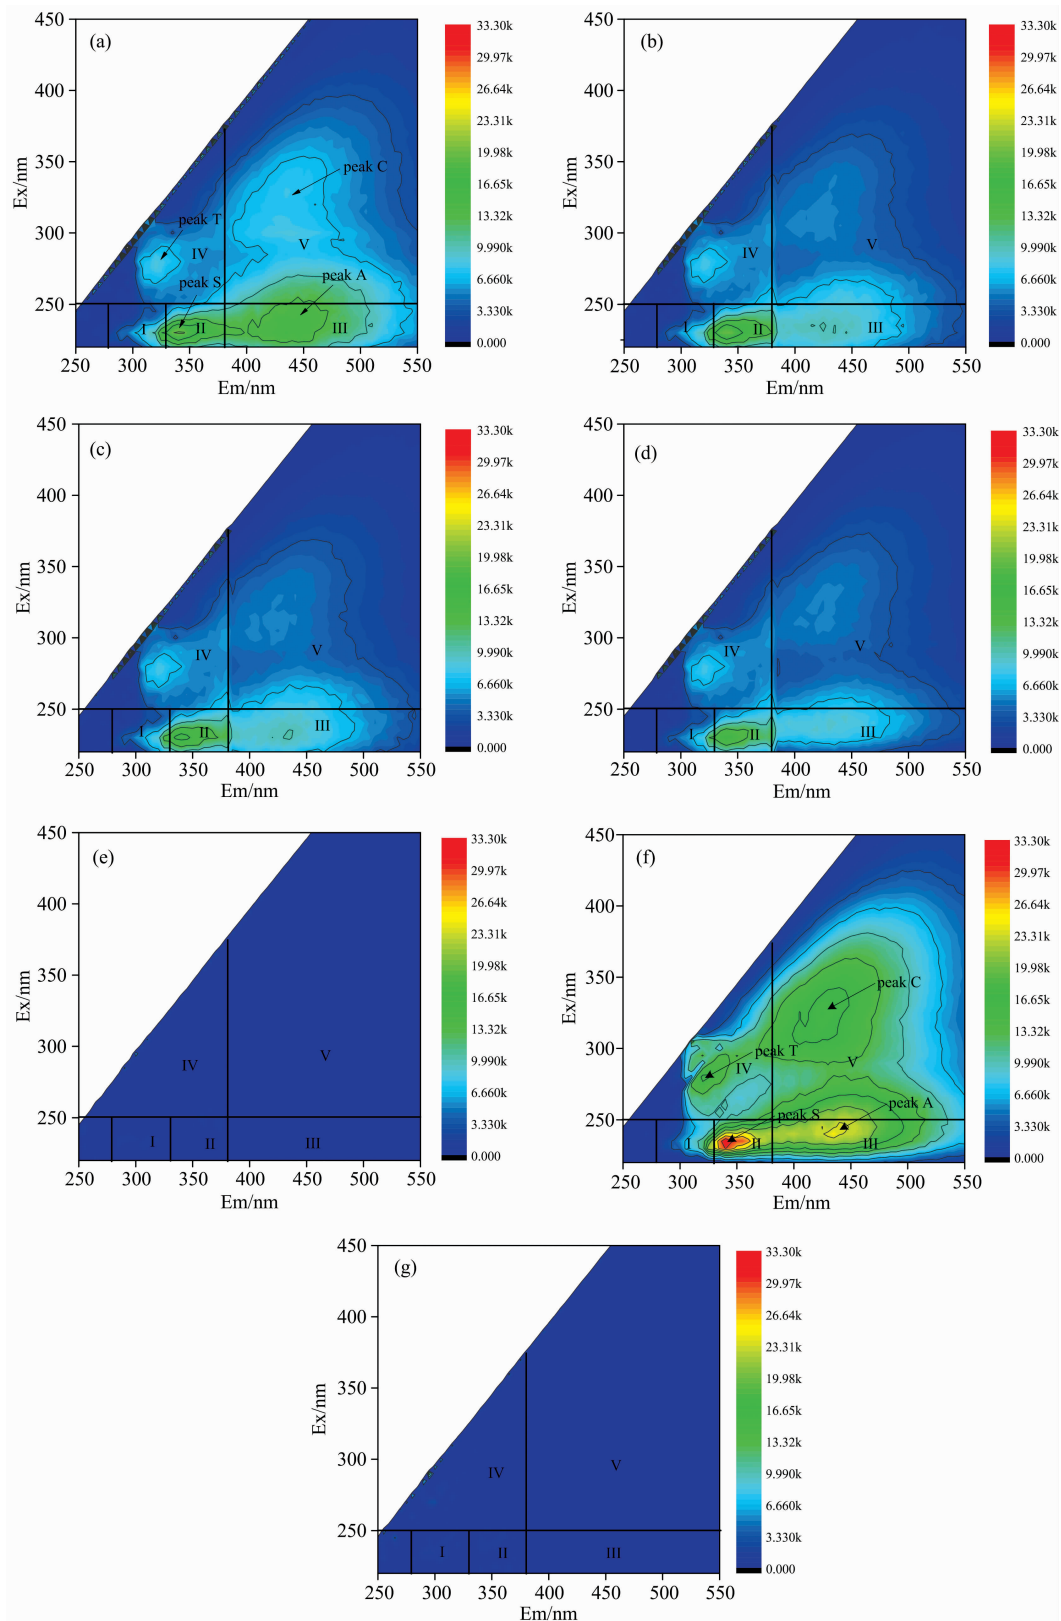 (a)
450
400
350
300
250
Ex/nm
250 300 350 400 450 500 550
Em/nm
peak C
peak T
IV
V
peak S
peak A
I
II
III
33.30k
29.97k
26.64k
23.31k
19.98k
16.65k
13.32k
9.990k
6.660k
3.330k
0.000
(b)
450
400
350
300
250
Ex/nm
250 300 350 400 450 500 550
Em/nm
IV
V
I
II
III
33.30k
29.97k
26.64k
23.31k
19.98k
16.65k
13.32k
9.990k
6.660k
3.330k
0.000
(c)
450
400
350
300
250
Ex/nm
250 300 350 400 450 500 550
Em/nm
IV
V
I
II
III
33.30k
29.97k
26.64k
23.31k
19.98k
16.65k
13.32k
9.990k
6.660k
3.330k
0.000
(d)
450
400
350
300
250
Ex/nm
250 300 350 400 450 500 550
Em/nm
IV
V
I
II
III
33.30k
29.97k
26.64k
23.31k
19.98k
16.65k
13.32k
9.990k
6.660k
3.330k
0.000
(e)
450
400
350
300
250
Ex/nm
250 300 350 400 450 500 550
Em/nm
IV
V
I
II
III
33.30k
29.97k
26.64k
23.31k
19.98k
16.65k
13.32k
9.990k
6.660k
3.330k
0.000
(f)
450
400
350
300
250
Ex/nm
250 300 350 400 450 500 550
Em/nm
peak C
peak T
IV
V
peak S
peak A
I
II
III
33.30k
29.97k
26.64k
23.31k
19.98k
16.65k
13.32k
9.990k
6.660k
3.330k
0.000
(g)
450
400
350
300
250
Ex/nm
250 300 350 400 450 500 550
Em/nm
IV
V
I
II
III
33.30k
29.97k
26.64k
23.31k
19.98k
16.65k
13.32k
9.990k
6.660k
3.330k
0.000